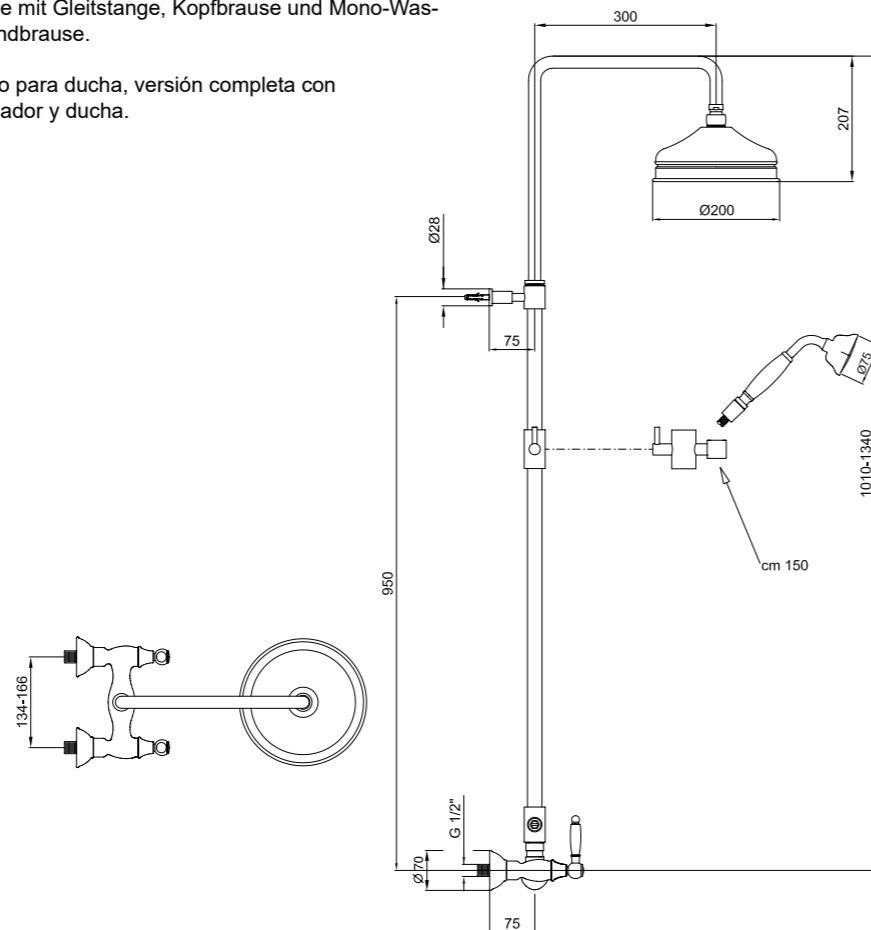 e mit Gleitstange, Kopfbrause und Mono-Was-
ndbrause.
o para ducha, versión completa con
ador y ducha.
300
207
Ø200
Ø28
75
Ø75
1010-1340
cm 150
950
134-166
G 1/2"
Ø 70
75